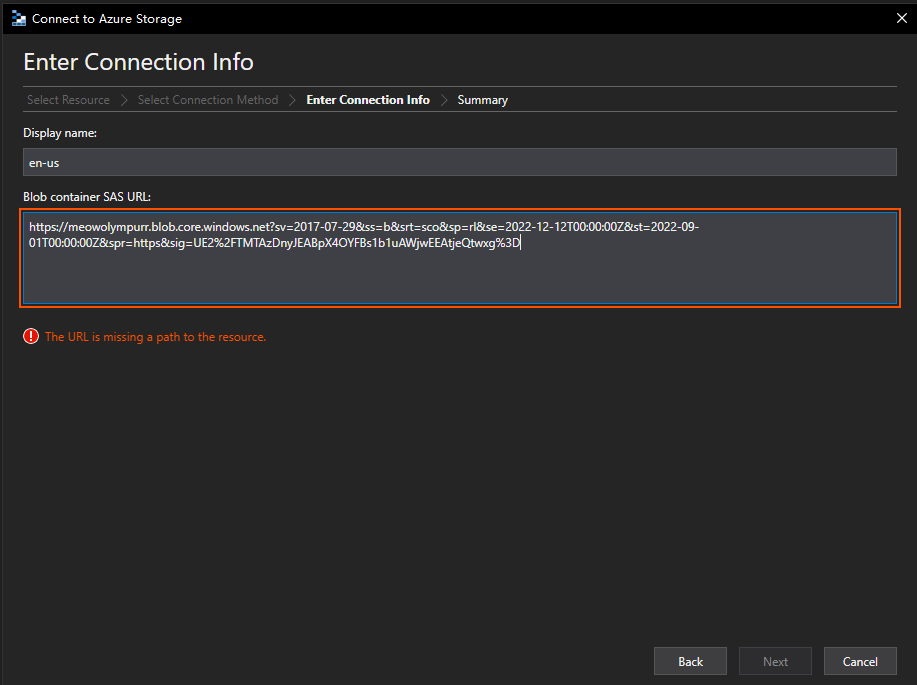 Connect to Azure Storage
Enter Connection Info
Select Resource > Select Connection Method > Enter Connection Info > Summary
Display name:
en-us
Blob container SAS URL:
https://meowolympurr.blob.core.windows.net?sv=2017-07-29&ss=b&srt=sco&sp=rl&se=2022-12-12T00:00:00Z&st=2022-09-
01T00:00:00Z&spr=https&sig=UE2%2FTMTAzDnyJEABpX4OYFBs1b1uAWjwEEAtjeQtwxg%3D
The URL is missing a path to the resource.
Back Next Cancel